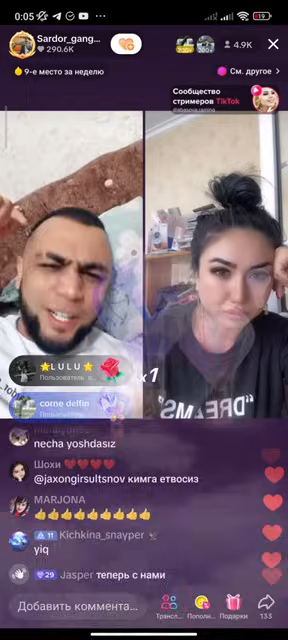 0:05
19
Sardor_gang...
290.6K
4.9K
9-е место за неделю
См. другое >
Сообщество
стримеров TikTok
⭐LULU⭐
Пользователь
x1
corne delfin
"DREAMS
necha yoshdasız
Шохи ❤️❤️❤️❤️
@jaxongirsultsnov кимга етвосиз
MARJONA
👍👍👍👍👍👍👍👍👍
11 Kichkina_snayper
yiq
29 Jasper теперь с нами
Добавить коммента...
Трансл...
Пополн...
Подарки
133